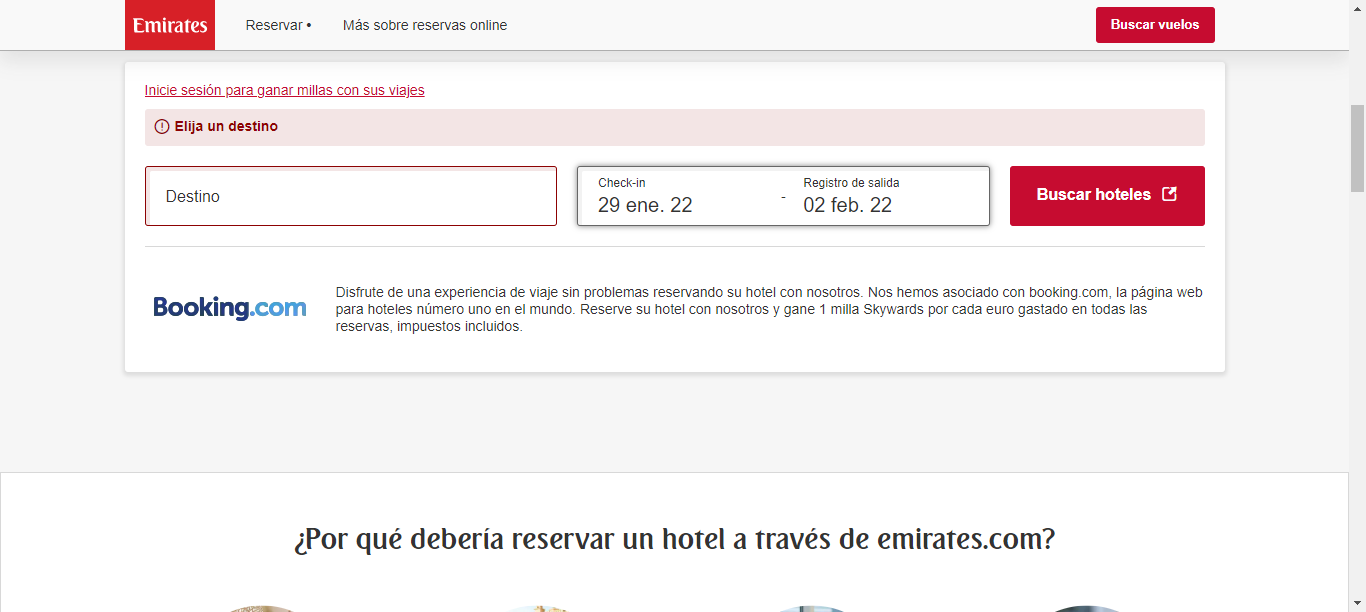 Emirates
Reservar •
Más sobre reservas online
Buscar vuelos
Inicie sesión para ganar millas con sus viajes
Elija un destino
Destino
Check-in
29 ene. 22
-
Registro de salida
02 feb. 22
Buscar hoteles
Booking.com
Disfrute de una experiencia de viaje sin problemas reservando su hotel con nosotros. Nos hemos asociado con booking.com, la página web
para hoteles número uno en el mundo. Reserve su hotel con nosotros y gane 1 milla Skywards por cada euro gastado en todas las
reservas, impuestos incluidos.
¿Por qué debería reservar un hotel a través de emirates.com?